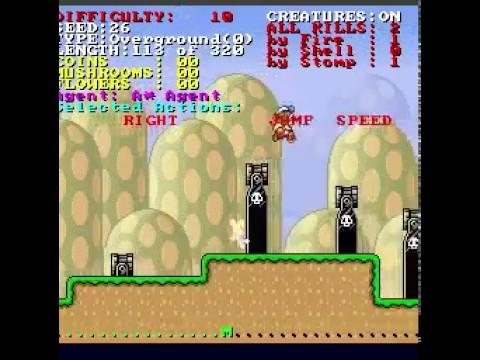 DIFFICULTY: 10
SEED:26
TYPE:Overground(0)
LENGTH:113 of 320
COINS : 00
MUSHROOMS: 00
FLOWERS : 00
Agent: A* Agent
Selected Actions:
RIGHT JUMP SPEED
CREATURES:ON
ALL KILLS: 2
by Fire : 1
by Shell : 0
by Stomp : 1
M